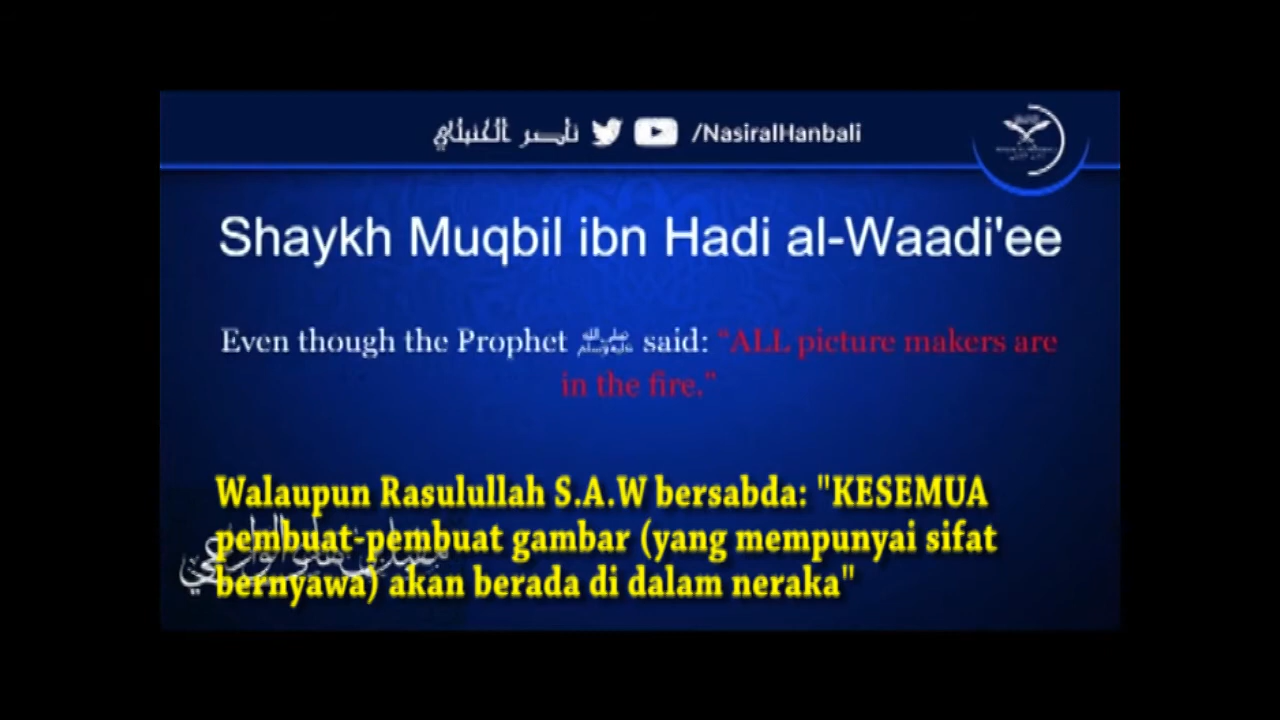 ناصر الحنبلي /NasiralHanbali
Shaykh Muqbil ibn Hadi al-Waadi'ee
Even though the Prophet ﷺ said: “ALL picture makers are
in the fire.”
Walaupun Rasulullah S.A.W bersabda: "KESEMUA
pembuat-pembuat gambar (yang mempunyai sifat
bernyawa) akan berada di dalam neraka"